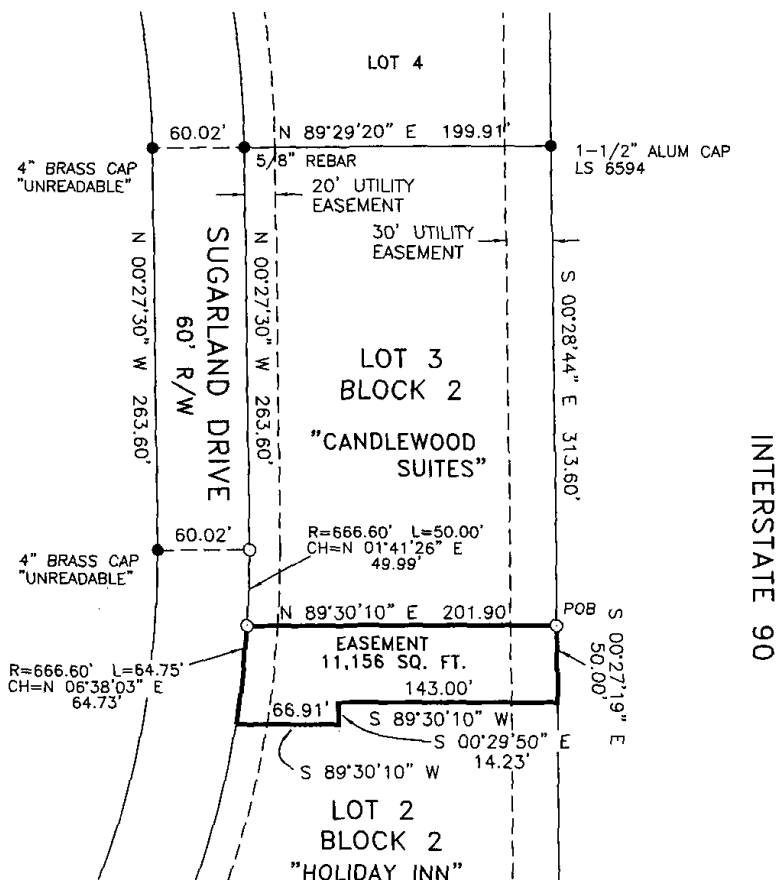 LOT 4
60.02'
N 89°29'20" E 199.91'
4" BRASS CAP
"UNREADABLE"
5/8" REBAR
1-1/2" ALUM CAP
LS 6594
20' UTILITY
EASEMENT
30' UTILITY
EASEMENT
N 00°27'30" W 263.60'
SUGARLAND DRIVE
60' R/W
N 00°27'30" W 263.60'
S 00°28'44" E 313.60'
LOT 3
BLOCK 2
"CANDLEWOOD
SUITES"
INTERSTATE 90
60.02'
4" BRASS CAP
"UNREADABLE"
R=666.60' L=50.00'
CH=N 01°41'26" E
49.99'
N 89°30'10" E 201.90'
POB
S 00°27'19" E
50.00'
EASEMENT
11,156 SQ. FT.
R=666.60' L=64.75'
CH=N 06°38'03" E
64.73'
143.00'
66.91'
S 89°30'10" W
S 00°29'50" E
14.23'
S 89°30'10" W
LOT 2
BLOCK 2
"HOLIDAY INN"